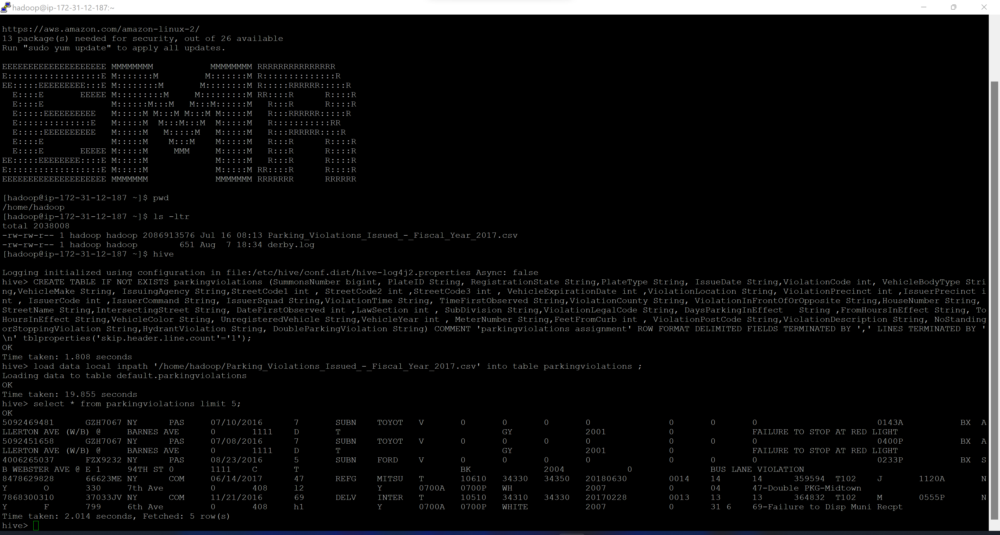 hadoop@ip-172-31-12-187:~
https://aws.amazon.com/amazon-linux-2/
13 package(s) needed for security, out of 26 available
Run "sudo yum update" to apply all updates.
EEEEEEEEEEEEEEEEEEEE MMMMMMMM           MMMMMMMM RRRRRRRRRRRRRRR
E::::::::::::::::::E M:::::::M         M:::::::M R::::::::::::::R
EE:::::EEEEEEEEE:::E M::::::::M       M::::::::M R:::::RRRRRR:::::R
  E::::E       EEEEE M:::::::::M     M:::::::::M RR::::R      R::::R
  E::::E             M::::::M:::M   M:::M::::::M   R:::R      R::::R
  E:::::EEEEEEEEEE   M:::::M M:::M M:::M M:::::M   R:::RRRRRR:::::R
  E::::::::::::::E   M:::::M  M:::M:::M  M:::::M   R:::::::::::RR
  E:::::EEEEEEEEEE   M:::::M   M:::::M   M:::::M   R:::RRRRRR::::R
  E::::E             M:::::M    M:::M    M:::::M   R:::R      R::::R
  E::::E       EEEEE M:::::M     MMM     M:::::M   R:::R      R::::R
EE:::::EEEEEEEE::::E M:::::M             M:::::M   R:::R      R::::R
E::::::::::::::::::E M:::::M             M:::::M RR::::R      R::::R
EEEEEEEEEEEEEEEEEEEE MMMMMMM             MMMMMMM RRRRRRR      RRRRRR
[hadoop@ip-172-31-12-187 ~]$ pwd
/home/hadoop
[hadoop@ip-172-31-12-187 ~]$ ls -ltr
total 2038008
-rw-rw-r-- 1 hadoop hadoop 2086913576 Jul 16 08:13 Parking_Violations_Issued_-_Fiscal_Year_2017.csv
-rw-rw-r-- 1 hadoop hadoop        651 Aug  7 18:34 derby.log
[hadoop@ip-172-31-12-187 ~]$ hive
Logging initialized using configuration in file:/etc/hive/conf.dist/hive-log4j2.properties Async: false
hive> CREATE TABLE IF NOT EXISTS parkingviolations (SummonsNumber bigint, PlateID String, RegistrationState String,PlateType String, IssueDate String,ViolationCode int, VehicleBodyType Stri
ng,VehicleMake String, IssuingAgency String,StreetCode1 int , StreetCode2 int ,StreetCode3 int , VehicleExpirationDate int ,ViolationLocation String, ViolationPrecinct int ,IssuerPrecinct i
nt , IssuerCode int ,IssuerCommand String, IssuerSquad String,ViolationTime String, TimeFirstObserved String,ViolationCounty String, ViolationInFrontOfOrOpposite String,HouseNumber String,
StreetName String,IntersectingStreet String, DateFirstObserved int ,LawSection int , SubDivision String,ViolationLegalCode String, DaysParkingInEffect   String ,FromHoursInEffect String, To
HoursInEffect String,VehicleColor String, UnregisteredVehicle String,VehicleYear int , MeterNumber String,FeetFromCurb int , ViolationPostCode String,ViolationDescription String, NoStanding
orStoppingViolation String,HydrantViolation String, DoubleParkingViolation String) COMMENT 'parkingviolations assignment' ROW FORMAT DELIMITED FIELDS TERMINATED BY ',' LINES TERMINATED BY '
\n' tblproperties('skip.header.line.count'='1');
OK
Time taken: 1.808 seconds
hive> load data local inpath '/home/hadoop/Parking_Violations_Issued_-_Fiscal_Year_2017.csv' into table parkingviolations ;
Loading data to table default.parkingviolations
OK
Time taken: 19.855 seconds
hive> select * from parkingviolations limit 5;
OK
5092469481      GZH7067 NY      PAS     07/10/2016      7       SUBN    TOYOT   V       0       0       0       0               0       0       0                       0143A           BX  A
LLERTON AVE (W/B) @     BARNES AVE      0       1111    D       T                               GY              2001            0               FAILURE TO STOP AT RED LIGHT
5092451658      GZH7067 NY      PAS     07/08/2016      7       SUBN    TOYOT   V       0       0       0       0               0       0       0                       0400P           BX  A
LLERTON AVE (W/B) @     BARNES AVE      0       1111    D       T                               GY              2001            0               FAILURE TO STOP AT RED LIGHT
4006265037      FZX9232 NY      PAS     08/23/2016      5       SUBN    FORD    V       0       0       0       0               0       0       0                       0233P           BX  S
B WEBSTER AVE @ E 1     94TH ST 0       1111    C       T                               BK              2004            0               BUS LANE VIOLATION
8478629828      66623ME NY      COM     06/14/2017      47      REFG    MITSU   T       10610   34330   34350   20180630        0014    14      14      359594  T102    J       1120A       N
Y       O       330     7th Ave         0       408     l2              Y       0700A   0700P   WH              2007            0       04      47-Double PKG-Midtown
7868300310      37033JV NY      COM     11/21/2016      69      DELV    INTER   T       10510   34310   34330   20170228        0013    13      13      364832  T102    M       0555P       N
Y       F       799     6th Ave         0       408     h1              Y       0700A   0700P   WHITE           2007            0       31 6    69-Failure to Disp Muni Recpt
Time taken: 2.014 seconds, Fetched: 5 row(s)
hive>